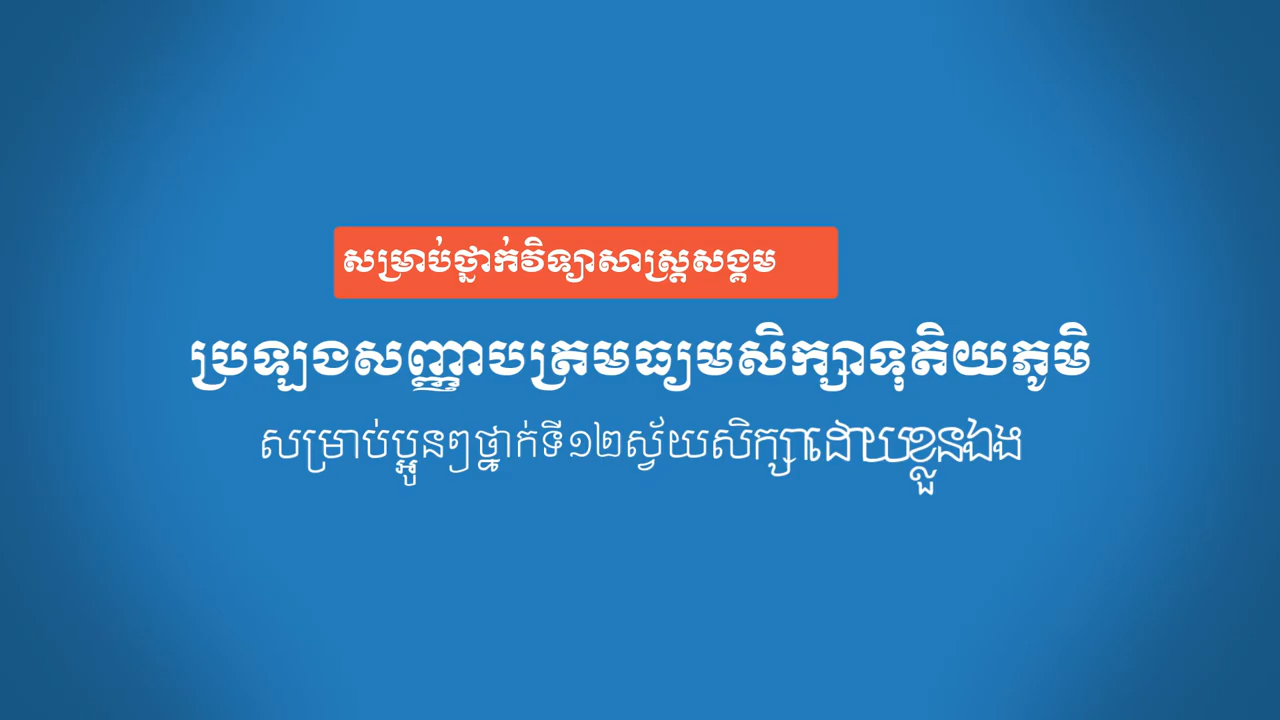 សម្រាប់ថ្នាក់វិទ្យាសាស្ត្រសង្គម
ប្រឡងសញ្ញាបត្រមធ្យមសិក្សាទុតិយភូមិ
សម្រាប់ប្អូនៗថ្នាក់ទី១២ស្វ័យសិក្សាដោយខ្លួនឯង